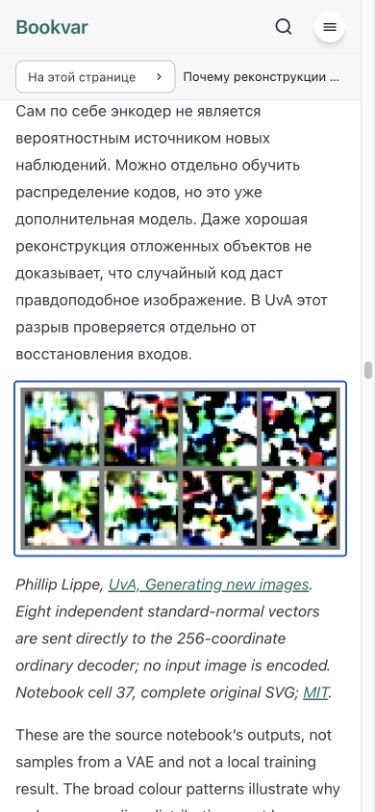 Bookvar
На этой странице
Почему реконструкции ...
Сам по себе энкодер не является
вероятностным источником новых
наблюдений. Можно отдельно обучить
распределение кодов, но это уже
дополнительная модель. Даже хорошая
реконструкция отложенных объектов не
доказывает, что случайный код даст
правдоподобное изображение. В UvA этот
разрыв проверяется отдельно от
восстановления входов.
Phillip Lippe, UvA, Generating new images.
Eight independent standard-normal vectors
are sent directly to the 256-coordinate
ordinary decoder; no input image is encoded.
Notebook cell 37, complete original SVG; MIT.
These are the source notebook's outputs, not
samples from a VAE and not a local training
result. The broad colour patterns illustrate why